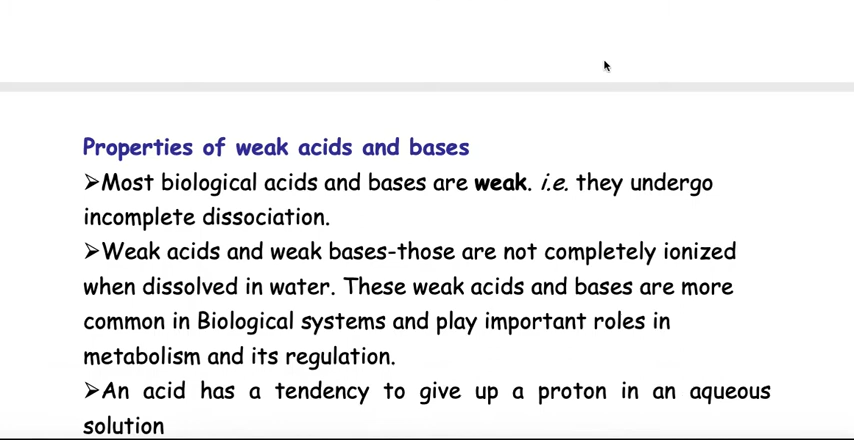 Properties of weak acids and bases
➢Most biological acids and bases are weak. i.e. they undergo
incomplete dissociation.
➢Weak acids and weak bases-those are not completely ionized
when dissolved in water. These weak acids and bases are more
common in Biological systems and play important roles in
metabolism and its regulation.
➢An acid has a tendency to give up a proton in an aqueous
solution